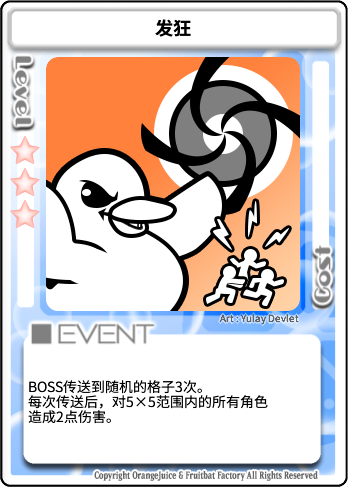 发狂
Level
Cost
Art : Yulay Devlet
EVENT
BOSS传送到随机的格子3次。
每次传送后，对5×5范围内的所有角色
造成2点伤害。
Copyright OrangeJuice & Fruitbat Factory All Rights Reserved